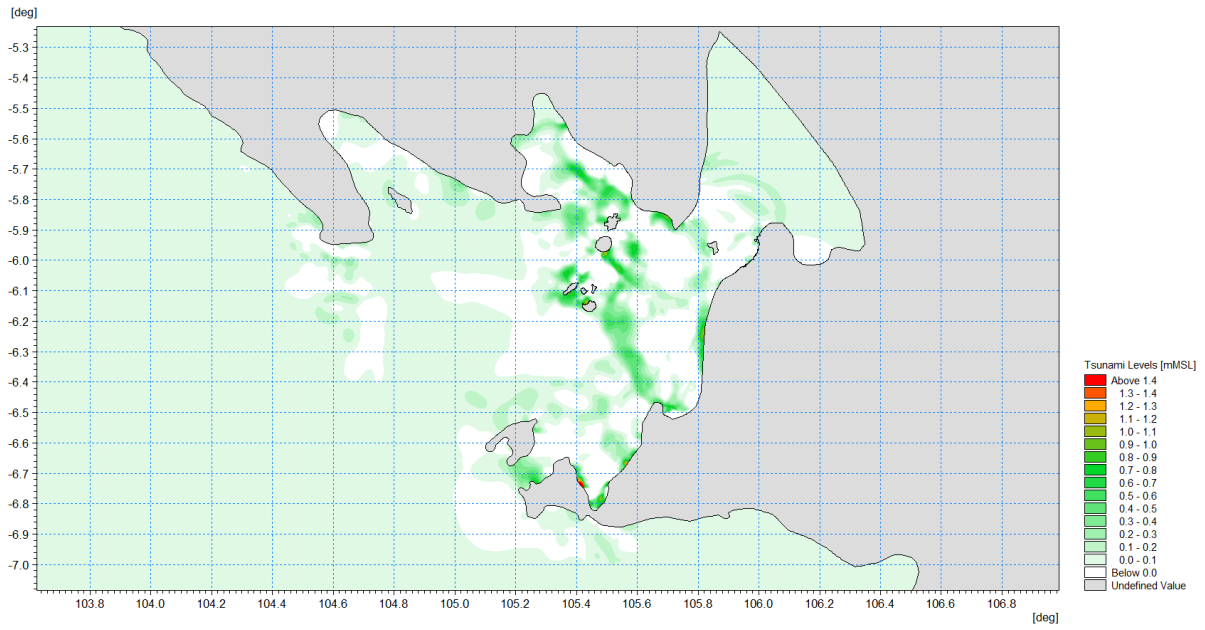 [deg]
-5.3
-5.4
-5.5
-5.6
-5.7
-5.8
-5.9
-6.0
-6.1
-6.2
-6.3
-6.4
-6.5
-6.6
-6.7
-6.8
-6.9
-7.0
103.8 104.0 104.2 104.4 104.6 104.8 105.0 105.2 105.4 105.6 105.8 106.0 106.2 106.4 106.6 106.8
[deg]
Tsunami Levels [mMSL]
Above 1.4
1.3 - 1.4
1.2 - 1.3
1.1 - 1.2
1.0 - 1.1
0.9 - 1.0
0.8 - 0.9
0.7 - 0.8
0.6 - 0.7
0.5 - 0.6
0.4 - 0.5
0.3 - 0.4
0.2 - 0.3
0.1 - 0.2
0.0 - 0.1
Below 0.0
Undefined Value